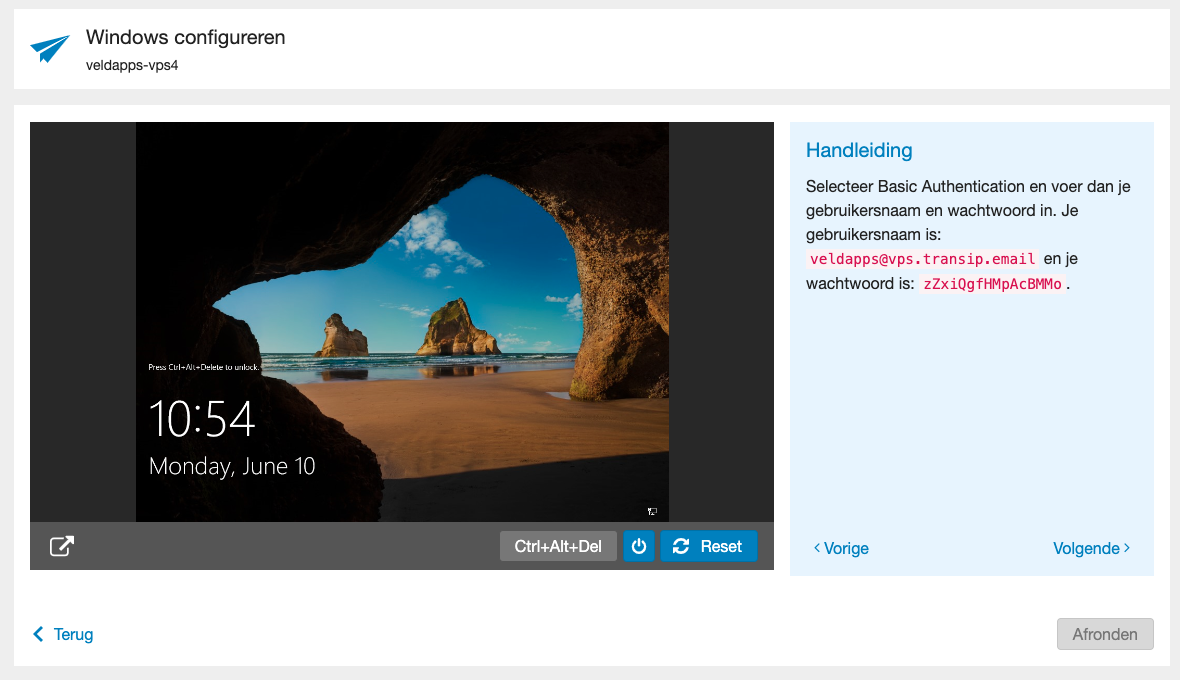 Windows configureren
veldapps-vps4
Press Ctrl+Alt+Delete to unlock.
10:54
Monday, June 10
Ctrl+Alt+Del
Reset
Handleiding
Selecteer Basic Authentication en voer dan je
gebruikersnaam en wachtwoord in. Je
gebruikersnaam is:
veldapps@vps.transip.email en je
wachtwoord is: zZxiQgfHMpAcBMMo.
Vorige
Volgende
Terug
Afronden